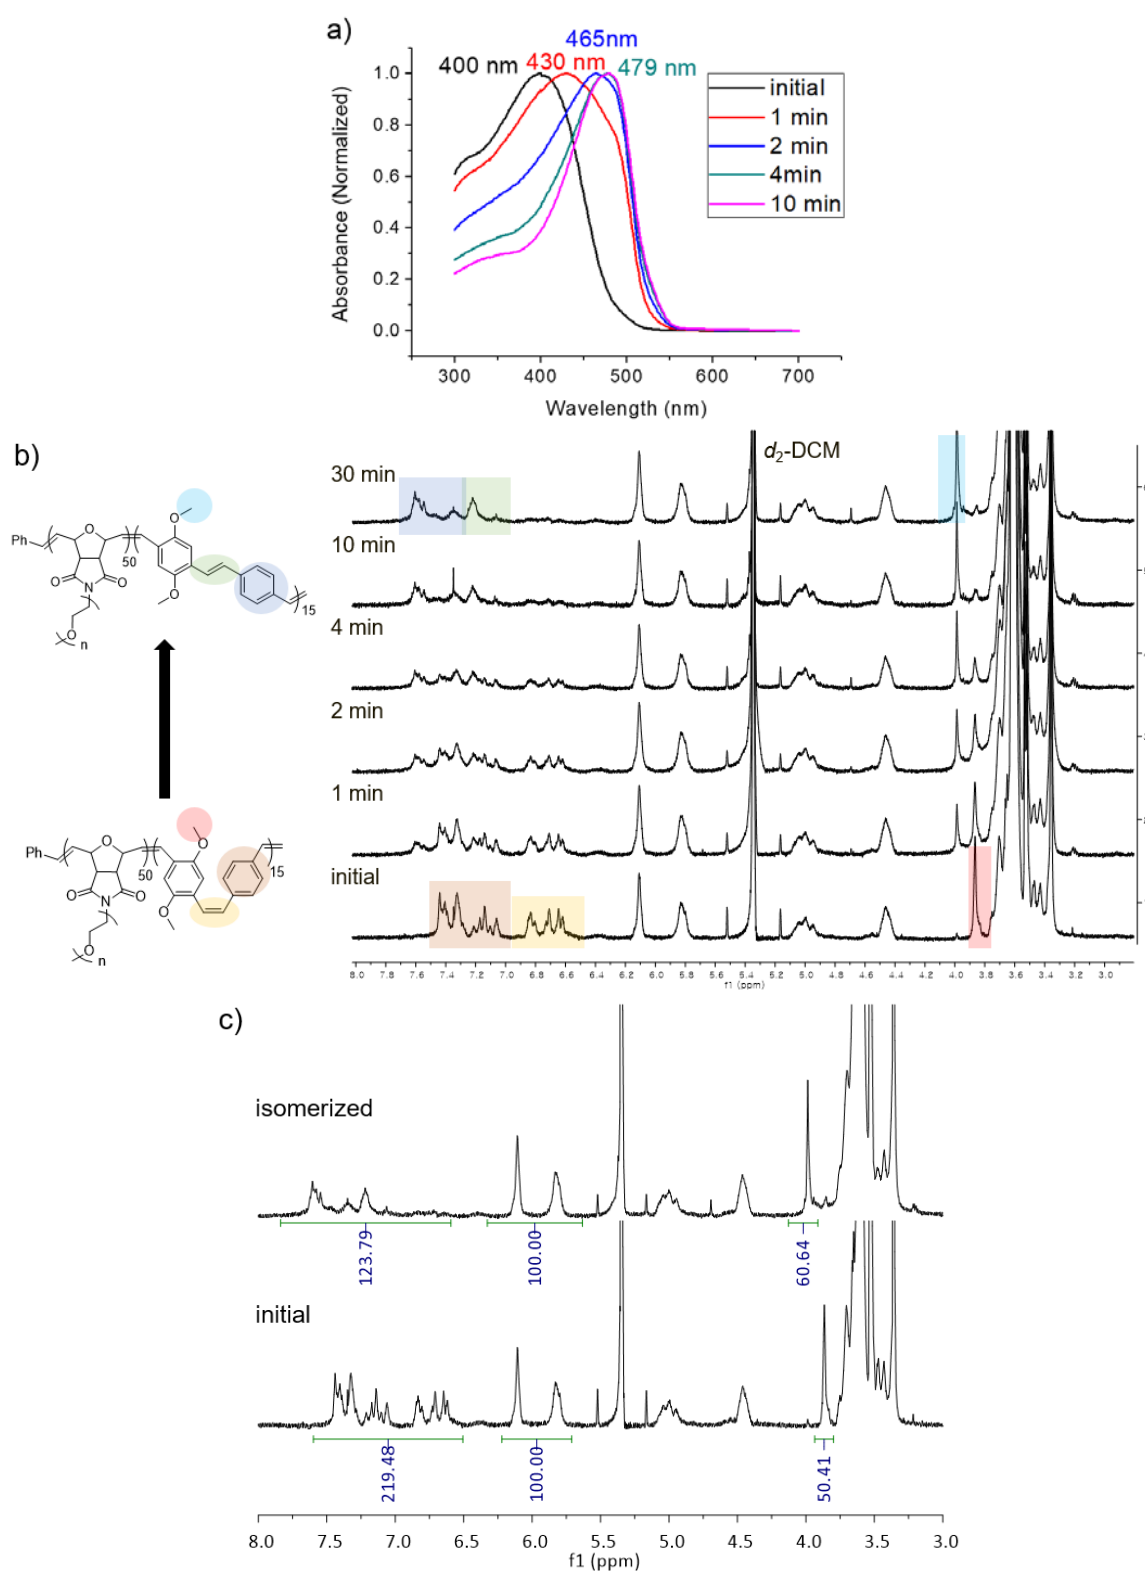 a)
465nm
400 nm 430 nm 479 nm
Absorbance (Normalized)
1.0
0.8
0.6
0.4
0.2
0.0
initial
1 min
2 min
4min
10 min
300 400 500 600 700
Wavelength (nm)
b)
d2-DCM
30 min
10 min
4 min
2 min
1 min
initial
Ph O O 50 O N O O n O 15
Ph O O 50 O N O O n O 15
8.0 7.8 7.6 7.4 7.2 7.0 6.8 6.6 6.4 6.2 6.0 5.8 5.6 5.4 5.2 5.0 4.8 4.6 4.4 4.2 4.0 3.8 3.6 3.4 3.2 3.0
f1 (ppm)
c)
isomerized
123.79
100.00
60.64
initial
219.48
100.00
50.41
8.0 7.5 7.0 6.5 6.0 5.5 5.0 4.5 4.0 3.5 3.0
f1 (ppm)